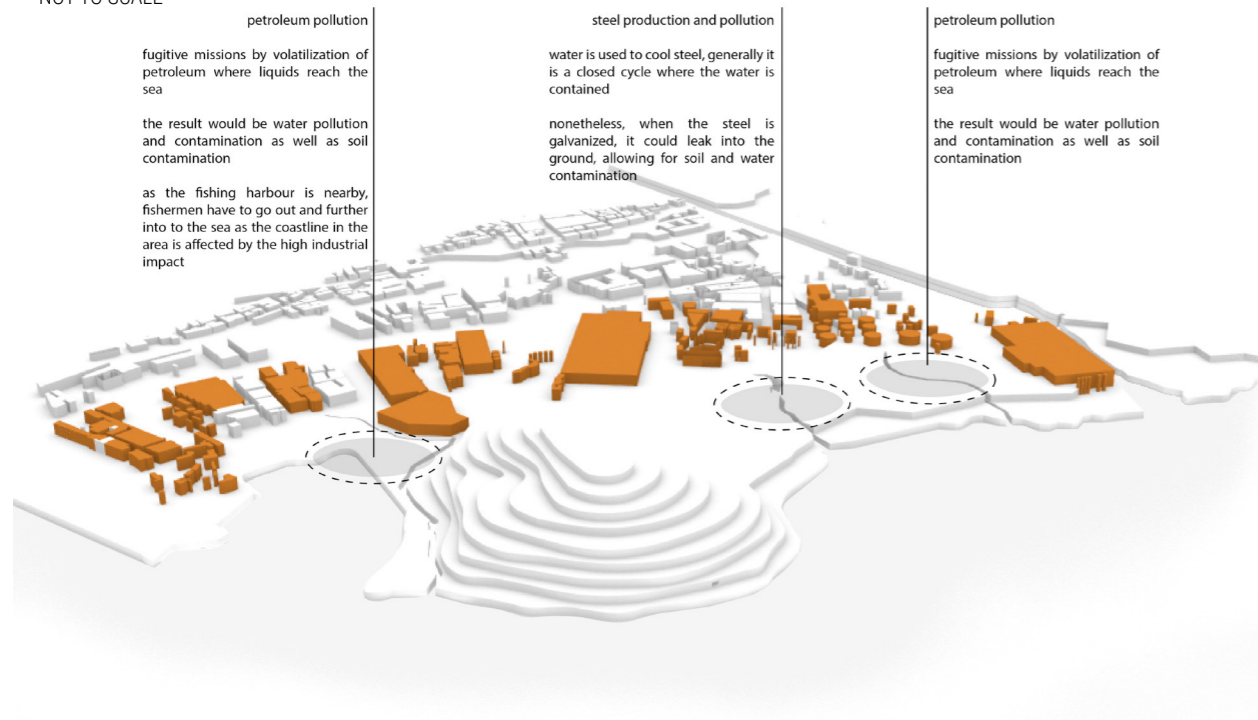 NOT TO SCALE
petroleum pollution
fugitive missions by volatilization of
petroleum where liquids reach the
sea
the result would be water pollution
and contamination as well as soil
contamination
as the fishing harbour is nearby,
fishermen have to go out and further
into to the sea as the coastline in the
area is affected by the high industrial
impact
steel production and pollution
water is used to cool steel, generally it
is a closed cycle where the water is
contained
nonetheless, when the steel is
galvanized, it could leak into the
ground, allowing for soil and water
contamination
petroleum pollution
fugitive missions by volatilization of
petroleum where liquids reach the
sea
the result would be water pollution
and contamination as well as soil
contamination